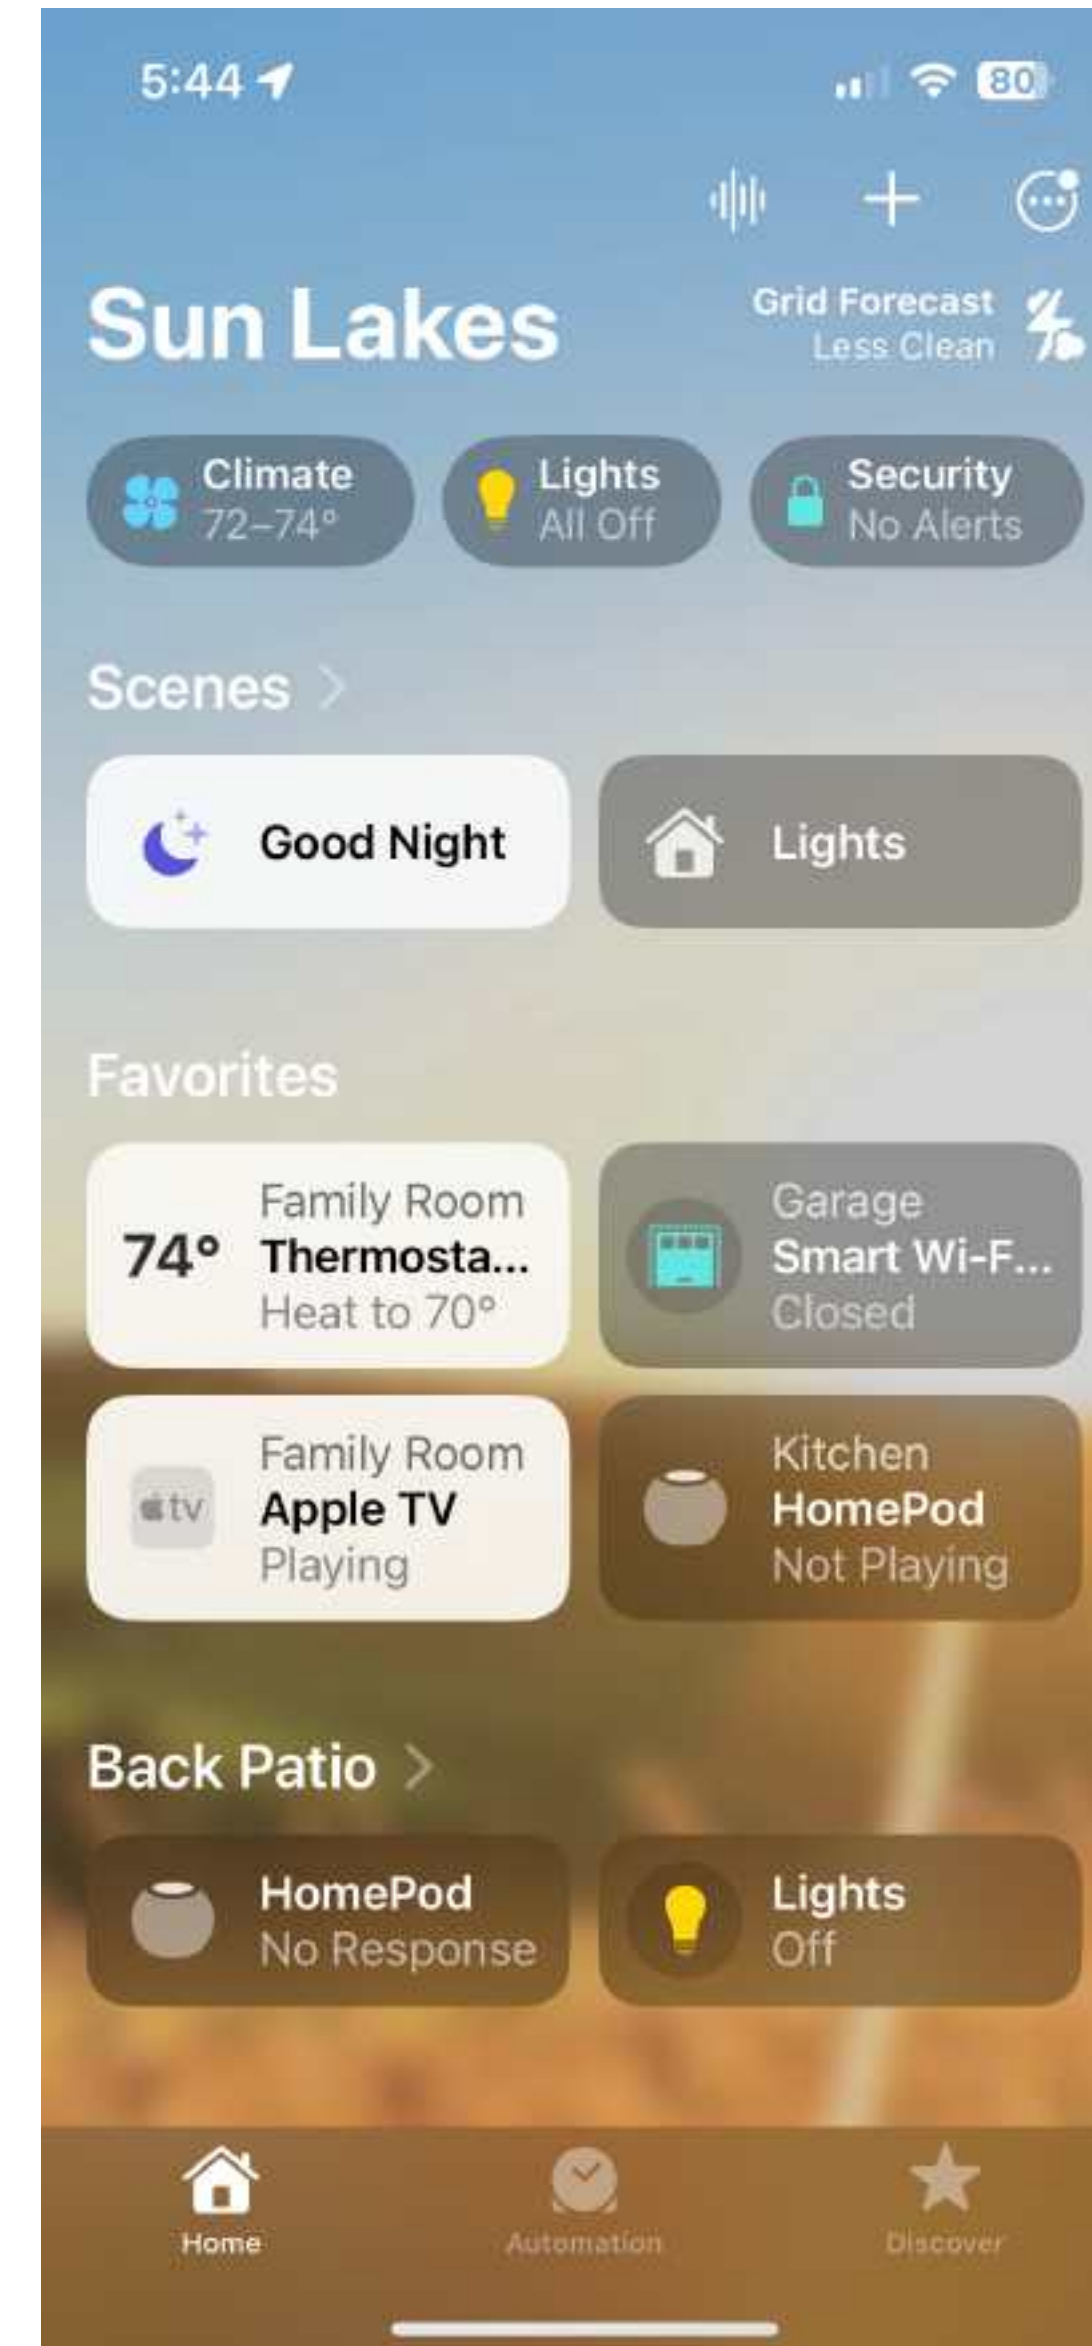 5:44
80
Sun Lakes
Grid Forecast
Less Clean
Climate
72–74°
Lights
All Off
Security
No Alerts
Scenes
Good Night
Lights
Favorites
74°
Family Room
Thermosta...
Heat to 70°
Garage
Smart Wi-F...
Closed
tv
Family Room
Apple TV
Playing
Kitchen
HomePod
Not Playing
Back Patio
HomePod
No Response
Lights
Off
Home
Automation
Discover